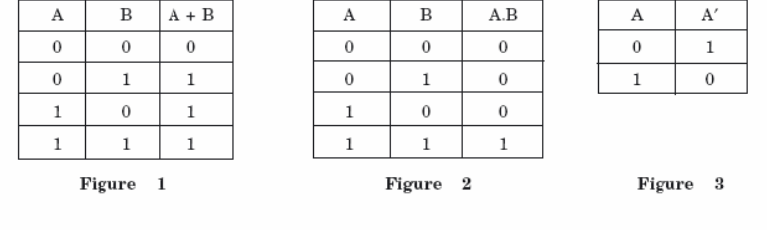 A B A + B
0 0 0
0 1 1
1 0 1
1 1 1
Figure 1
A B A.B
0 0 0
0 1 0
1 0 0
1 1 1
Figure 2
A A′
0 1
1 0
Figure 3